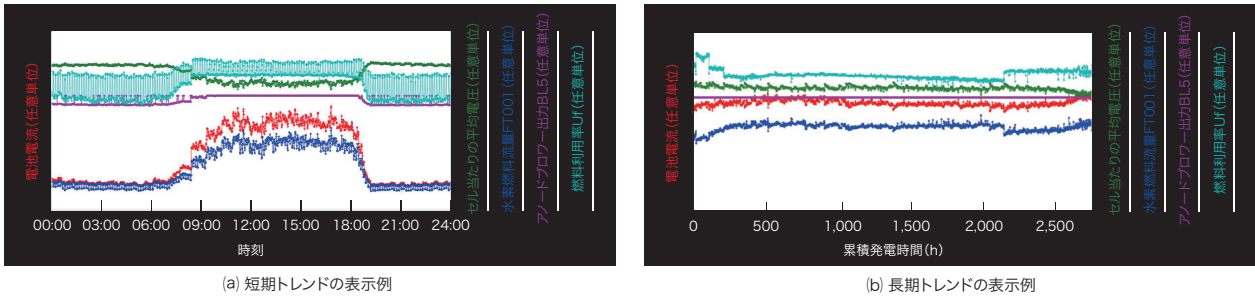 電池電流(任意単位)
セル当たりの平均電圧(任意単位)
水素燃料流量FT001(任意単位)
アノードブロワー出力BL5(任意単位)
燃料利用率Uf(任意単位)
00:00 03:00 06:00 09:00 12:00 15:00 18:00 21:00 24:00
時刻
(a) 短期トレンドの表示例
電池電流(任意単位)
セル当たりの平均電圧(任意単位)
水素燃料流量FT001(任意単位)
アノードブロワー出力BL5(任意単位)
燃料利用率Uf(任意単位)
0 500 1,000 1,500 2,000 2,500
累積発電時間(h)
(b) 長期トレンドの表示例